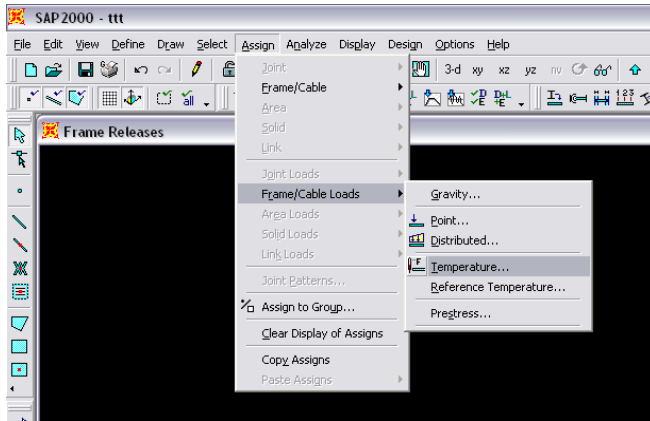 SAP2000 - ttt
File Edit View Define Draw Select Assign Analyze Display Design Options Help
3-d xy xz yz nv
all
Frame Releases
Joint
Frame/Cable
Area
Solid
Link
Joint Loads
Frame/Cable Loads
Area Loads
Solid Loads
Link Loads
Joint Patterns...
Assign to Group...
Clear Display of Assigns
Copy Assigns
Paste Assigns
Gravity...
Point...
Distributed...
Temperature...
Reference Temperature...
Prestress...